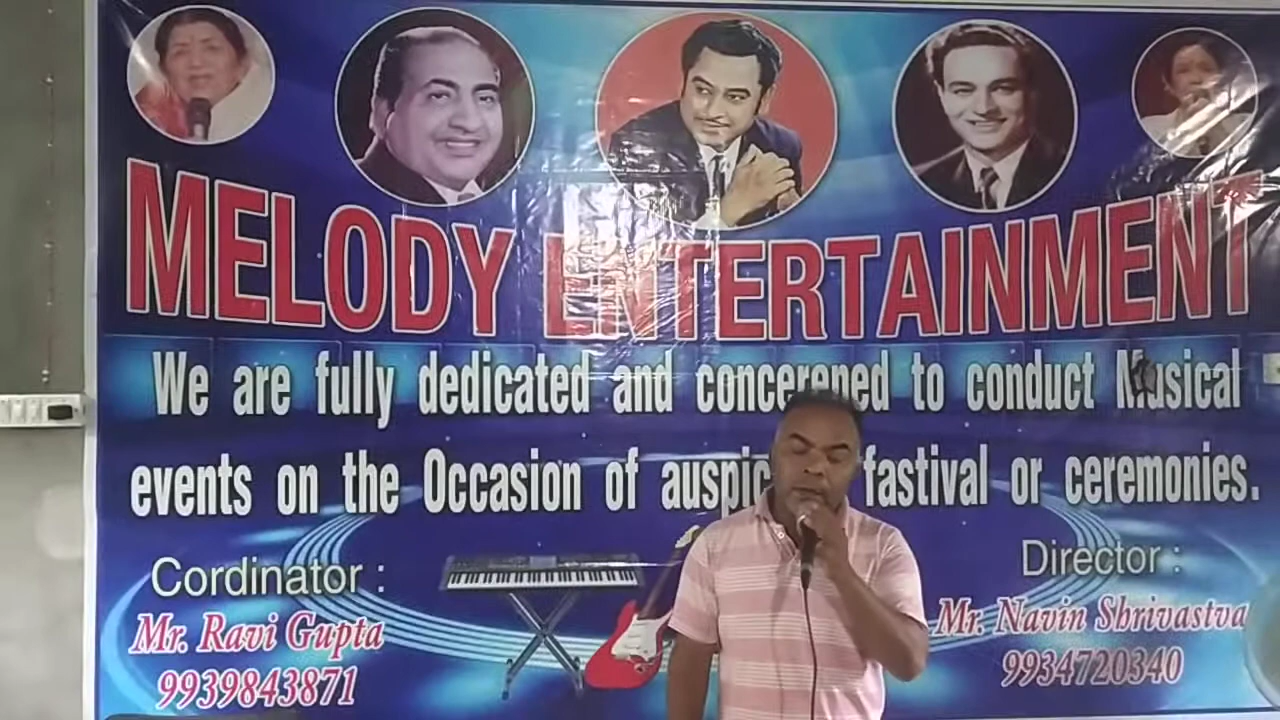 MELODY ENTERTAINMENT
We are fully dedicated and concerened to conduct Musical
events on the Occasion of fastival or ceremonies.
Cordinator :
Mr. Ravi Gupta
9939843871
Director :
Mr. Navin Shrivastva
9934720340